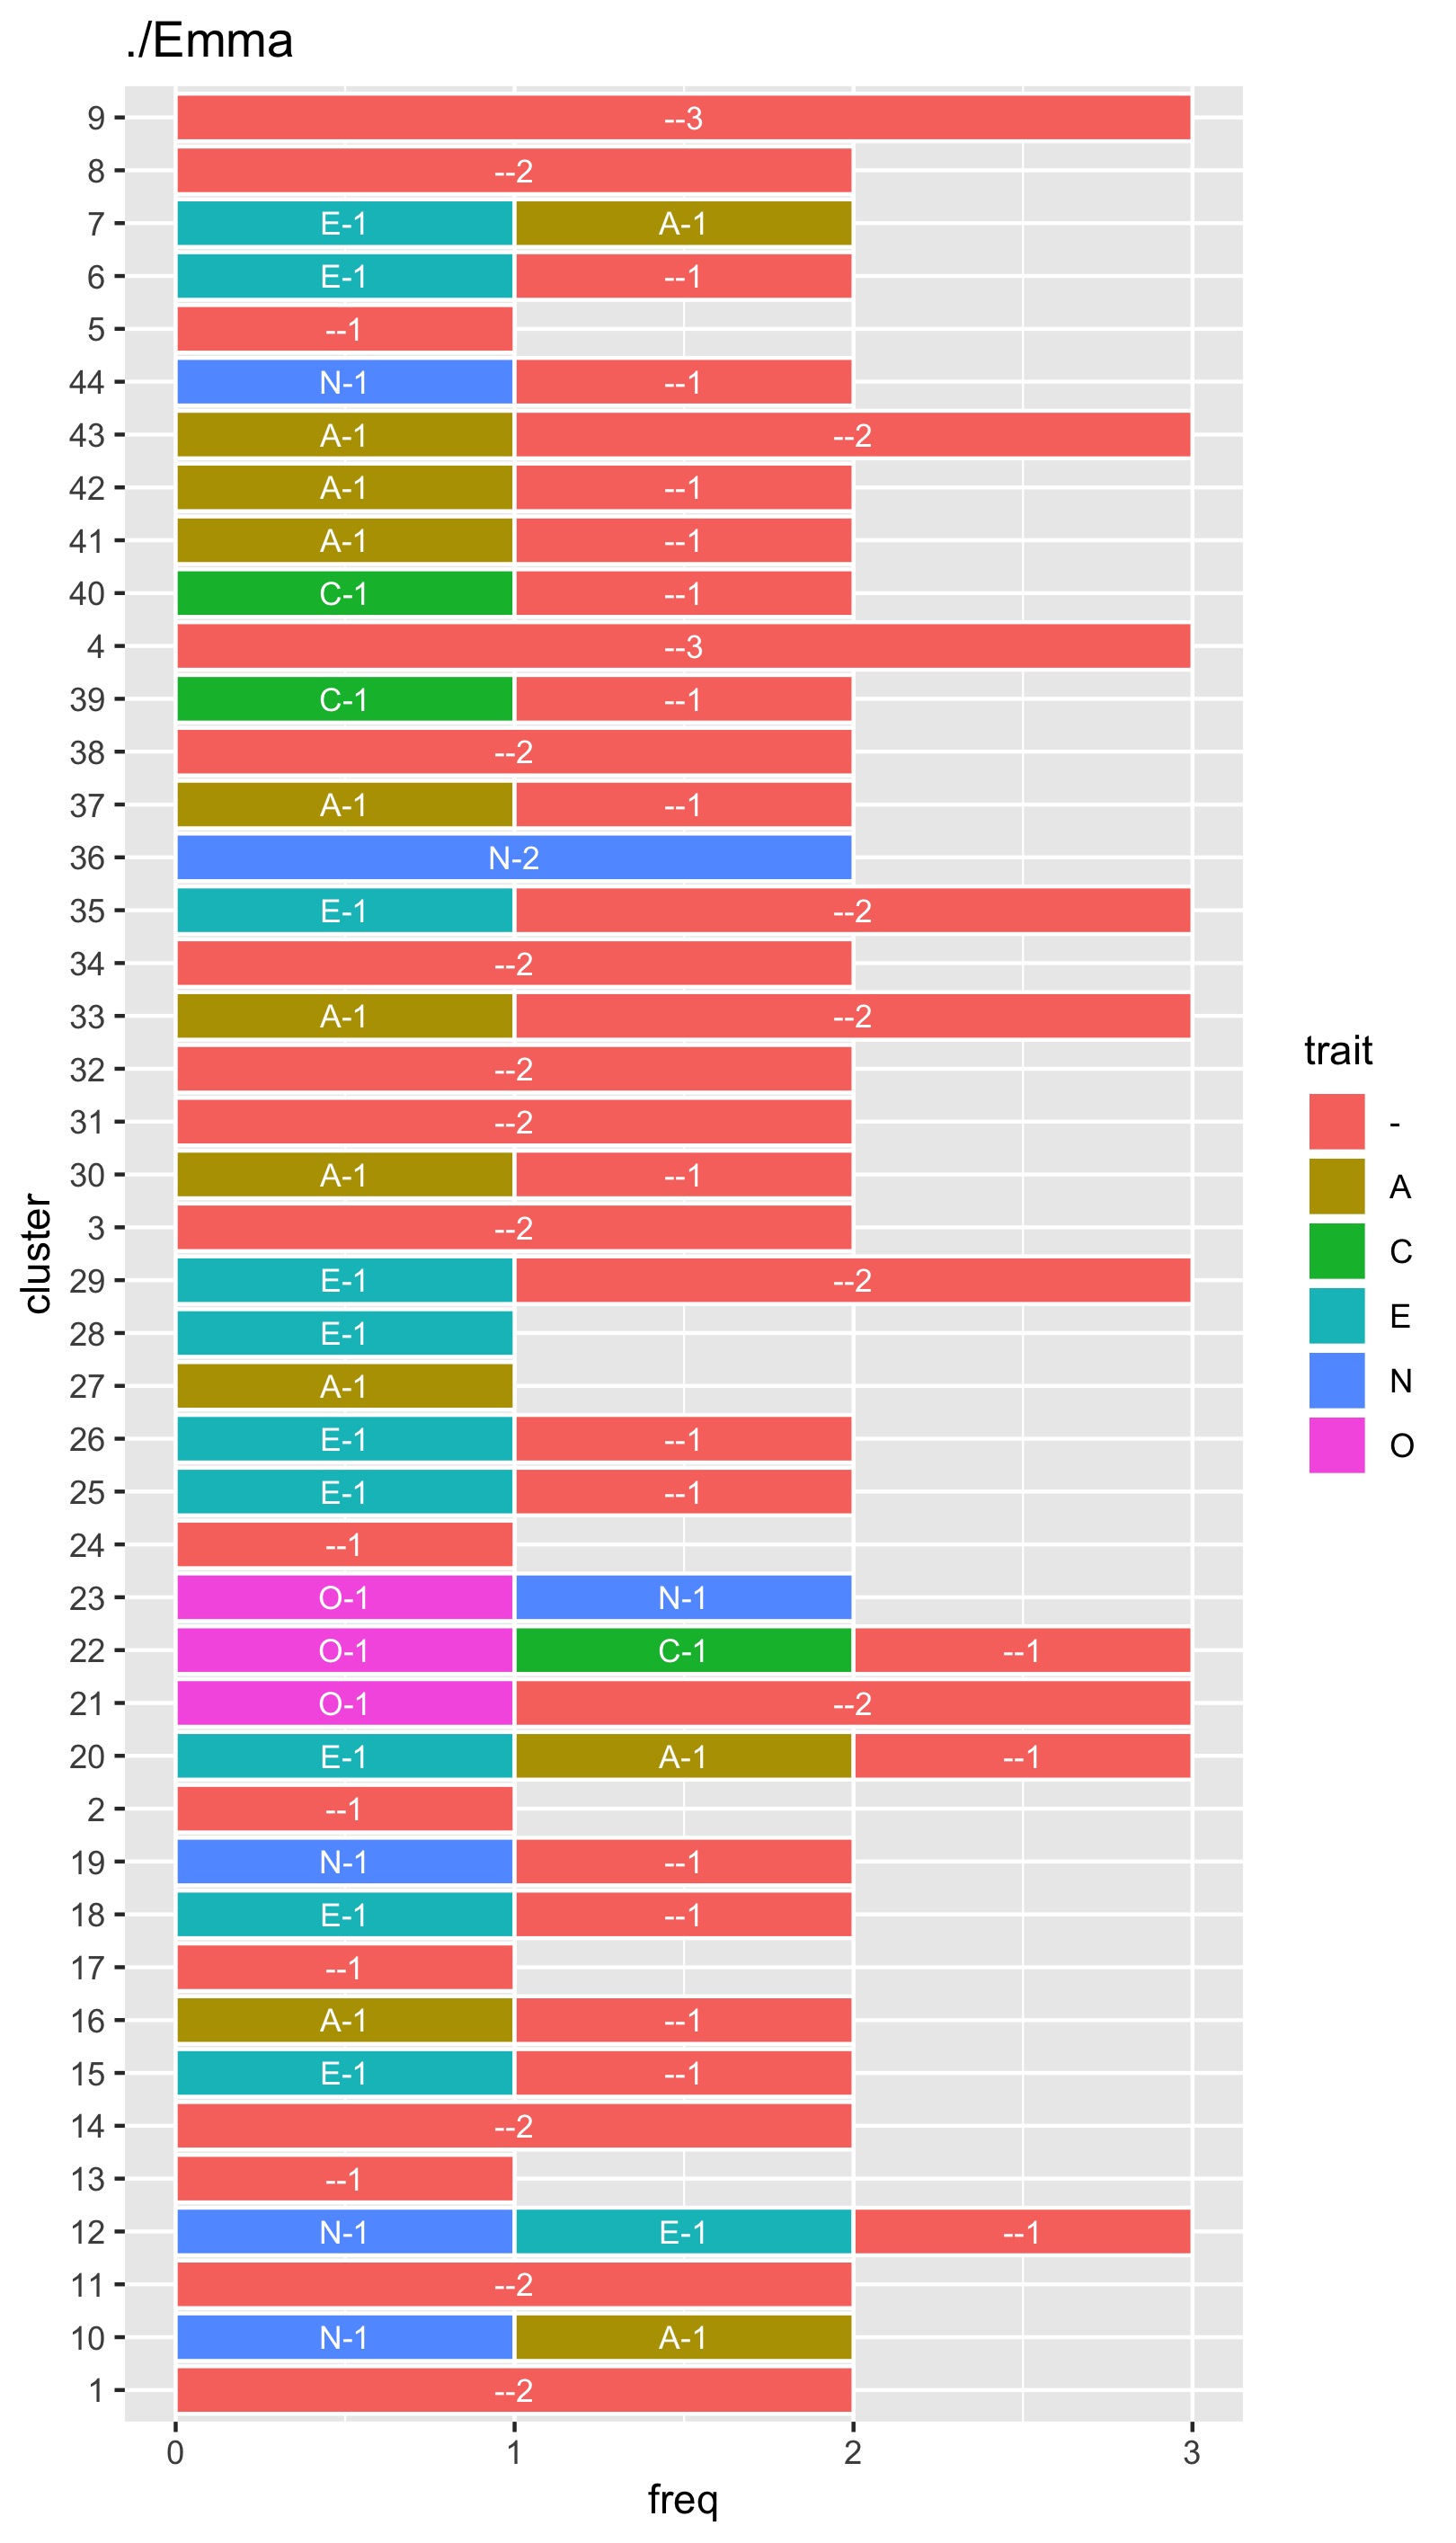 ./Emma
9 --3
8 --2
7 E-1 A-1
6 E-1 --1
5 --1
44 N-1 --1
43 A-1 --2
42 A-1 --1
41 A-1 --1
40 C-1 --1
4 --3
39 C-1 --1
38 --2
37 A-1 --1
36 N-2
35 E-1 --2
34 --2
33 A-1 --2
32 --2
31 --2
30 A-1 --1
3 --2
29 E-1 --2
28 E-1
27 A-1
26 E-1 --1
25 E-1 --1
24 --1
23 O-1 N-1
22 O-1 C-1 --1
21 O-1 --2
20 E-1 A-1 --1
2 --1
19 N-1 --1
18 E-1 --1
17 --1
16 A-1 --1
15 E-1 --1
14 --2
13 --1
12 N-1 E-1 --1
11 --2
10 N-1 A-1
1 --2
0 1 2 3
freq
cluster
trait
-
A
C
E
N
O